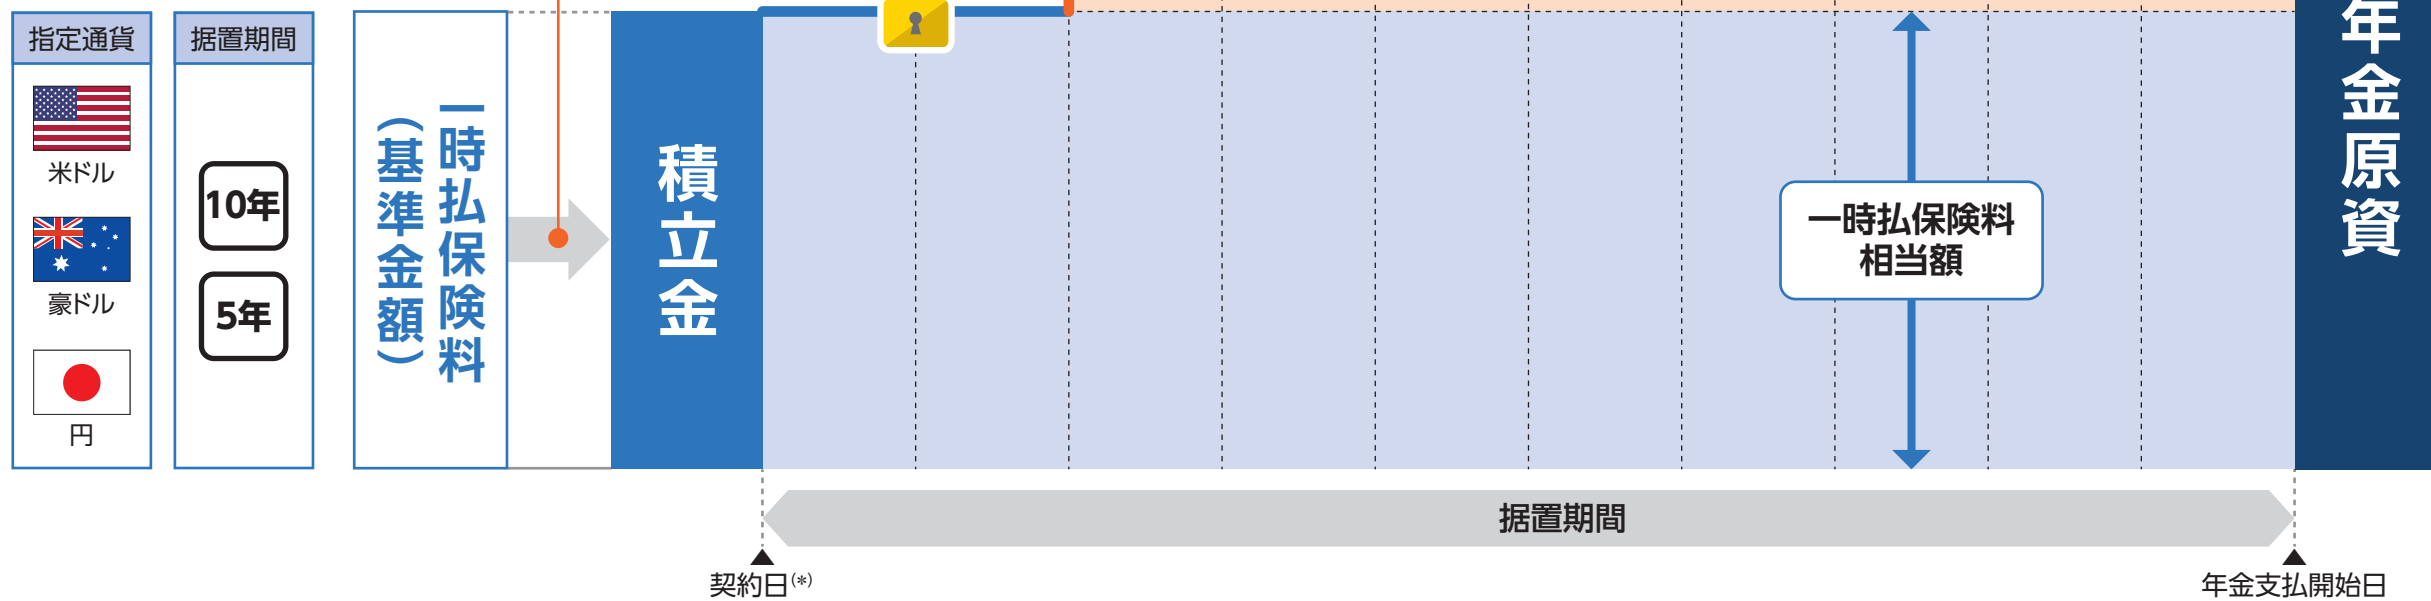 指定通貨
米ドル
豪ドル
円
据置期間
10年
5年
一時払保険料
（基準金額）
積立金
一時払保険料
相当額
年金原資
据置期間
契約日(*)
年金支払開始日